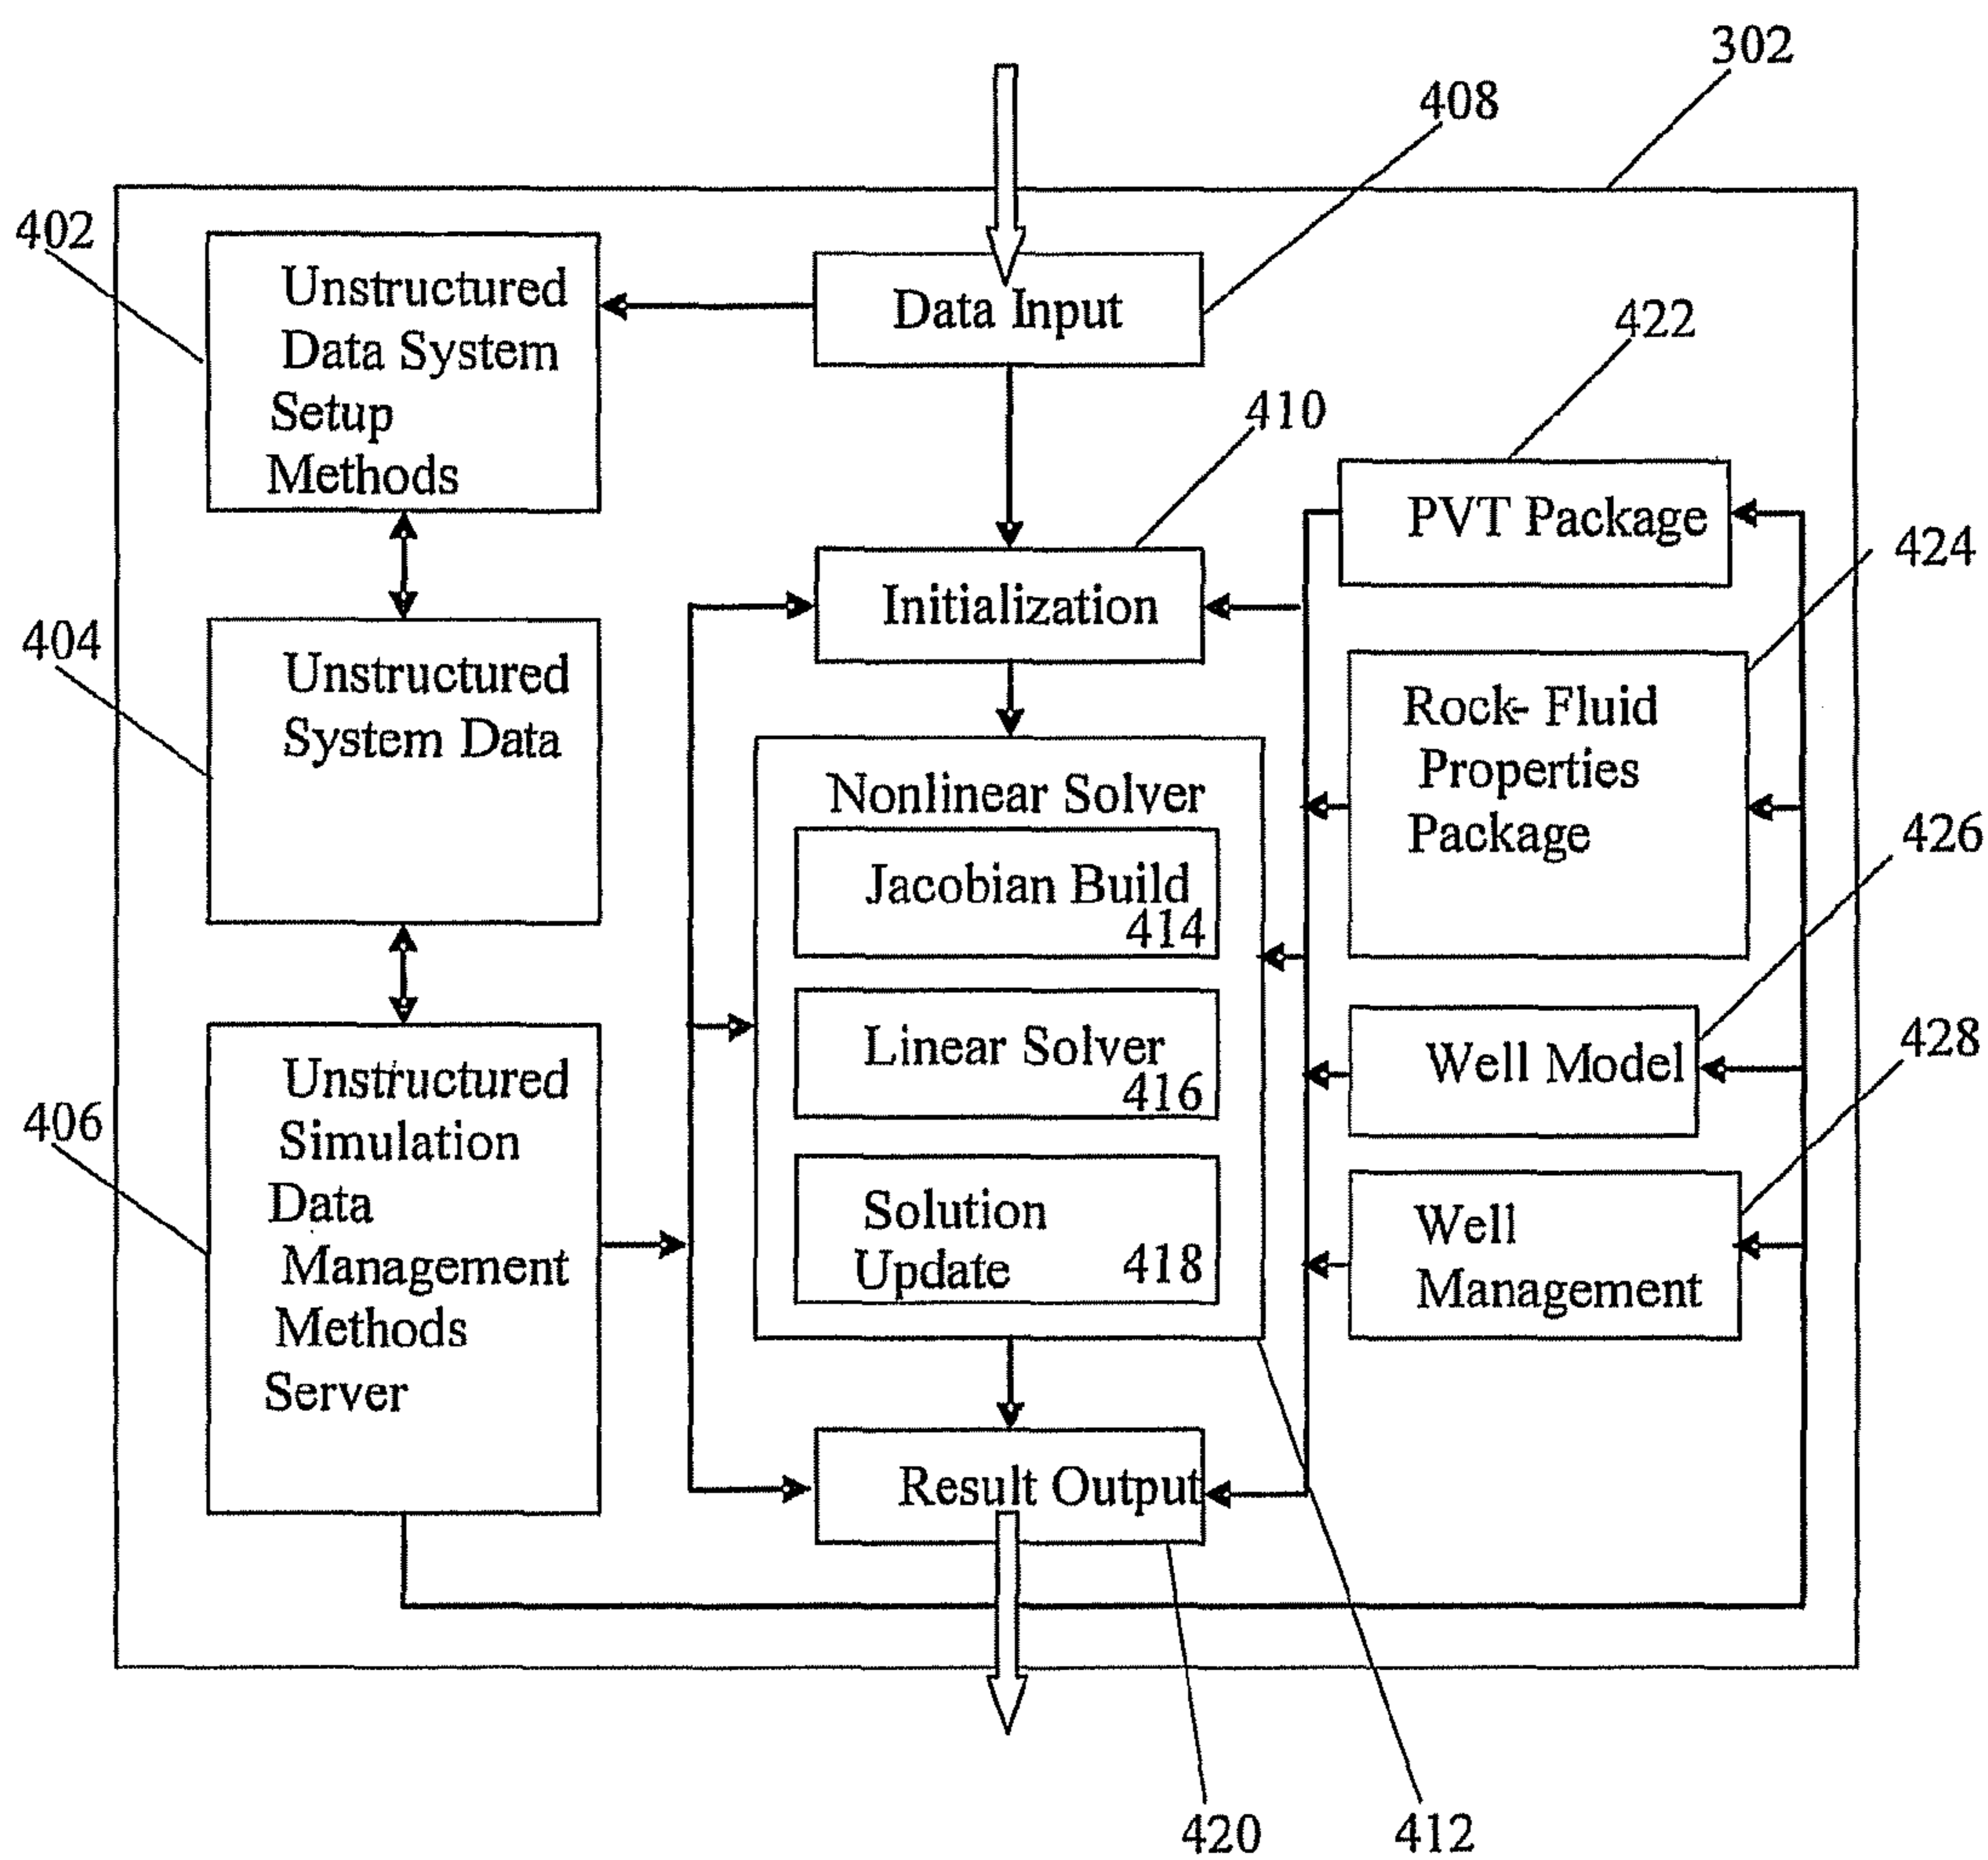 302
408
402
Unstructured
Data System
Setup
Methods
Data Input
422
410
PVT Package
424
Initialization
404
Unstructured
System Data
Rock- Fluid
Properties
Package
Nonlinear Solver
Jacobian Build
414
426
Linear Solver
416
Well Model
428
406
Unstructured
Simulation
Data
Management
Methods
Server
Solution
Update
418
Well
Management
Result Output
420
412